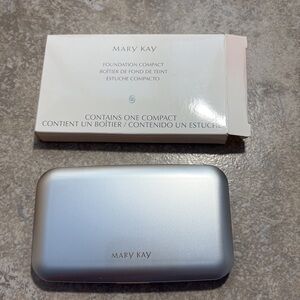 MARY KAY
FOUNDATION COMPACT
BOÎTIER DE FOND DE TEINT
ESTUCHE COMPACTO
CONTAINS ONE COMPACT
CONTIENT UN BOÎTIER / CONTENIDO UN ESTUCHE
MARY KAY